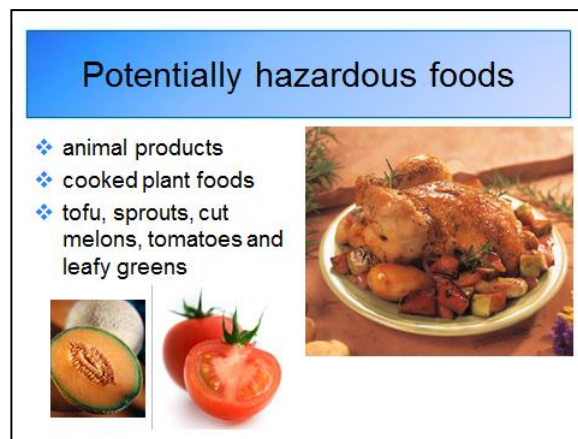 Potentially hazardous foods
animal products
cooked plant foods
tofu, sprouts, cut
melons, tomatoes and
leafy greens